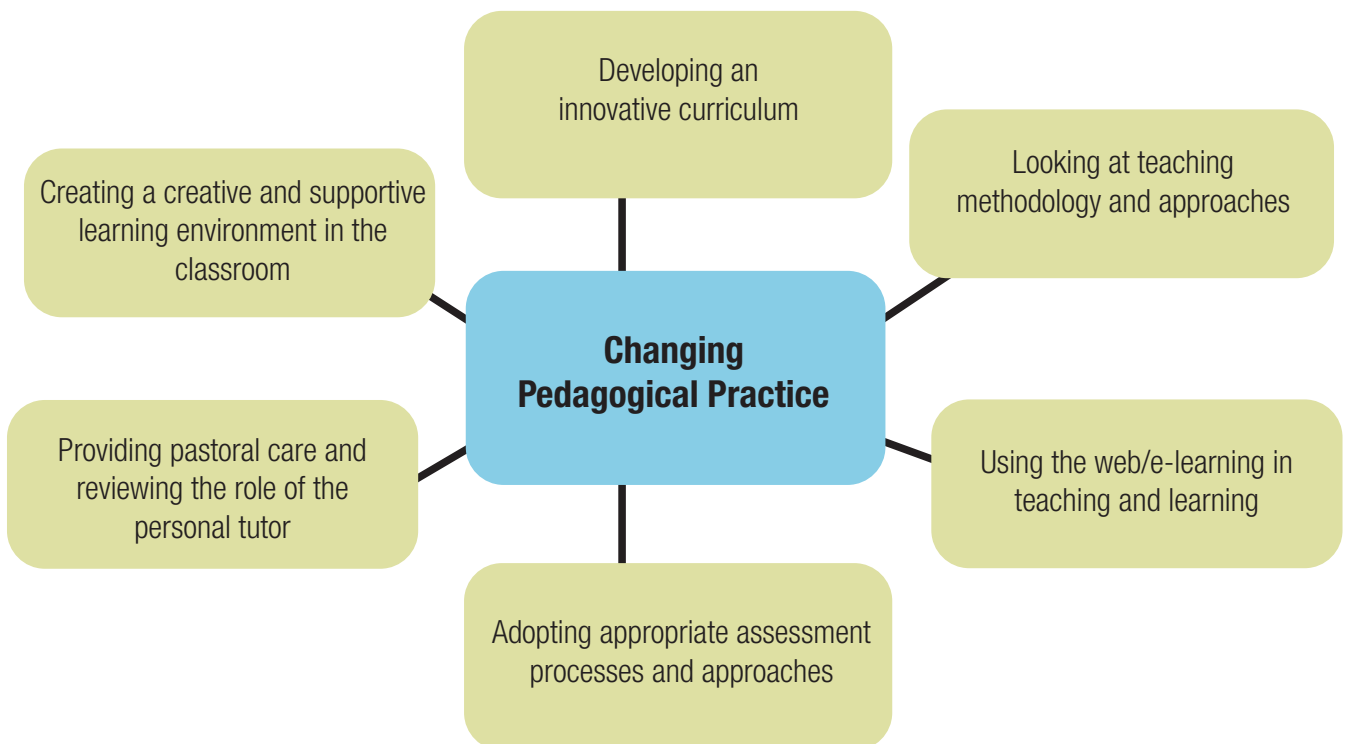 Developing an
innovative curriculum
Looking at teaching
methodology and approaches
Creating a creative and supportive
learning environment in the
classroom
Changing
Pedagogical Practice
Providing pastoral care and
reviewing the role of the
personal tutor
Using the web/e-learning in
teaching and learning
Adopting appropriate assessment
processes and approaches